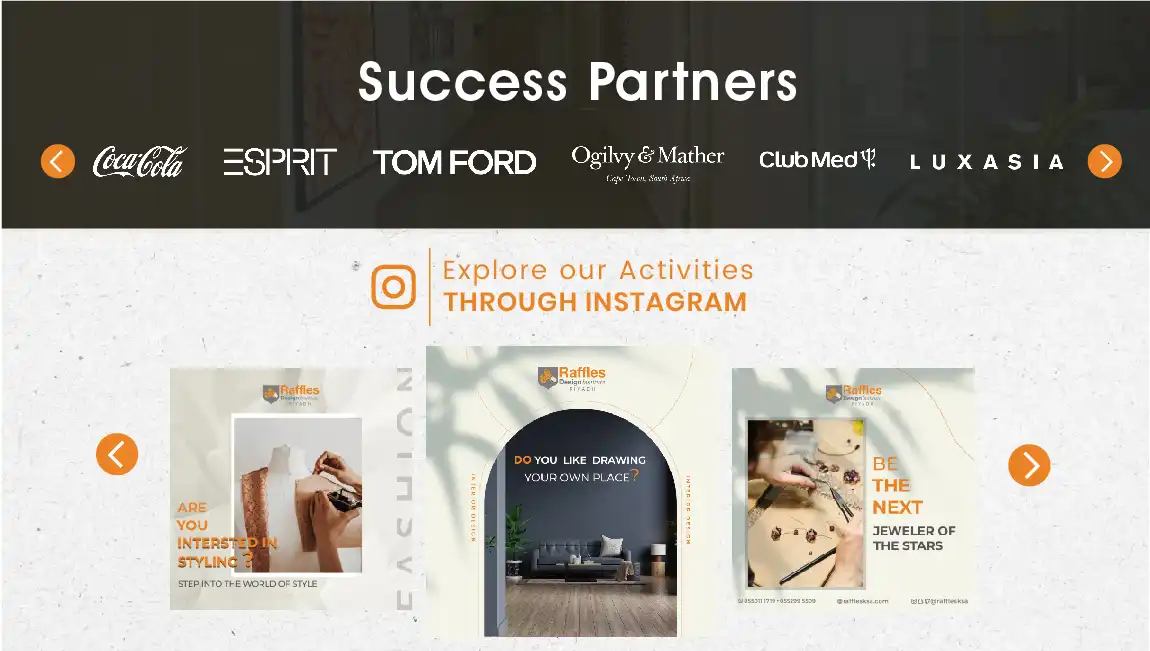 Success Partners
Coca-Cola
ESPRIT
TOM FORD
Ogilvy & Mather
Cape Town, South Africa
Club Med
LUXASIA
Explore our Activities
THROUGH INSTAGRAM
Raffles
Design Institute
RIYADH
FASHION
ARE
YOU
INTERSTED IN
STYLING ?
STEP INTO THE WORLD OF STYLE
Raffles
Design Institute
RIYADH
DO YOU LIKE DRAWING
YOUR OWN PLACE?
INTERIOR DESIGN
INTERIOR DESIGN
Raffles
Design Institute
RIYADH
BE
THE
NEXT
JEWELER OF
THE STARS
rafflesksa.com
@rafflesksa